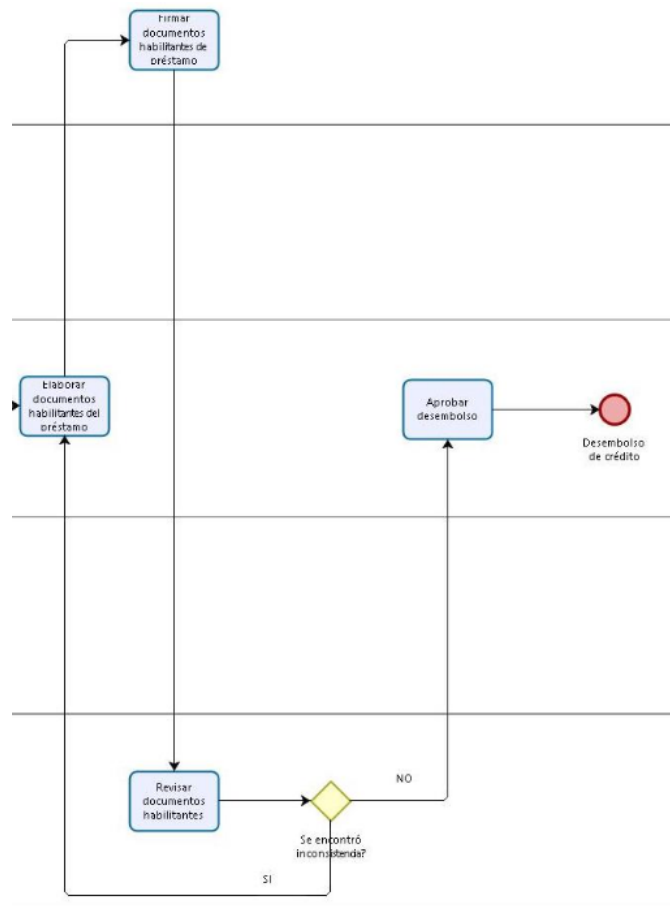 Firmar
documentos
habilitantes de
préstamo
Elaborar
documentos
habilitantes del
préstamo
Aprobar
desembolso
Desembolso
de crédito
Revisar
documentos
habilitantes
NO
Se encontró
inconsistencia?
SI